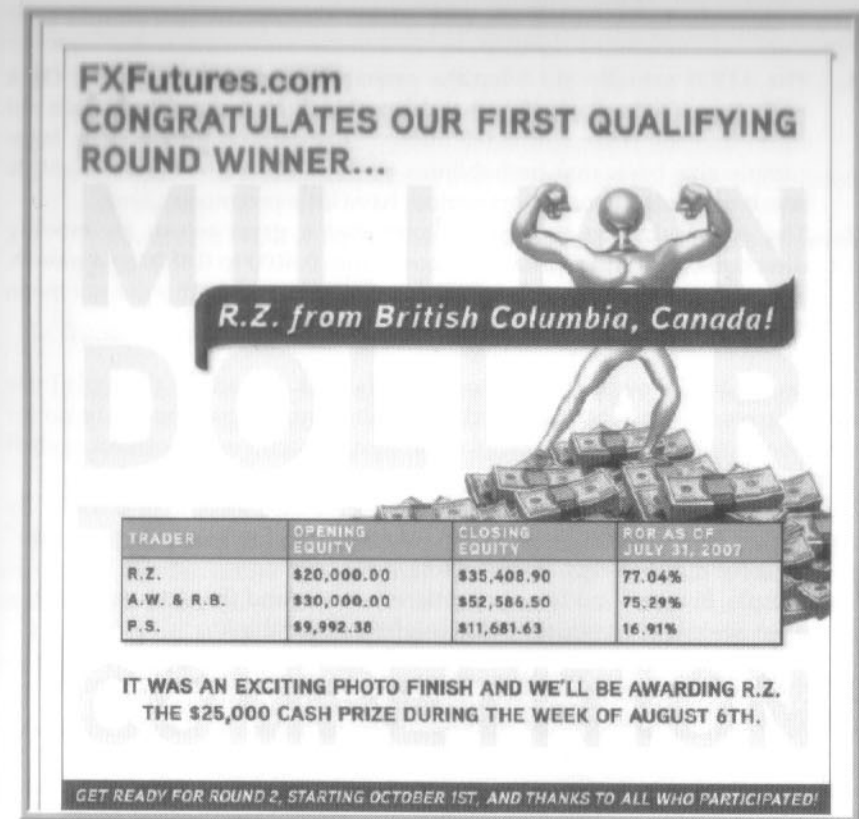 FXFutures.com
CONGRATULATES OUR FIRST QUALIFYING
ROUND WINNER...
MILLION
DOLLAR
R.Z. from British Columbia, Canada!
TRADER OPENING EQUITY CLOSING EQUITY ROR AS OF JULY 31, 2007
R.Z. $20,000.00 $35,408.90 77.04%
A.W. & R.B. $30,000.00 $52,586.50 75.29%
P.S. $9,992.38 $11,681.63 16.91%
IT WAS AN EXCITING PHOTO FINISH AND WE'LL BE AWARDING R.Z.
THE $25,000 CASH PRIZE DURING THE WEEK OF AUGUST 6TH.
COMPETITION
GET READY FOR ROUND 2, STARTING OCTOBER 1ST, AND THANKS TO ALL WHO PARTICIPATED!